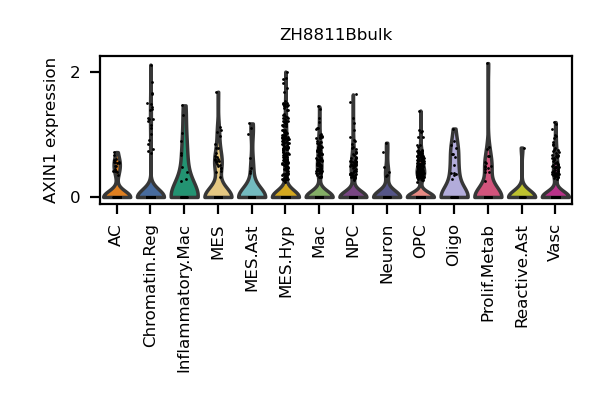 ZH8811Bbulk
AXIN1 expression
2
0
AC
Chromatin.Reg
Inflammatory.Mac
MES
MES.Ast
MES.Hyp
Mac
NPC
Neuron
OPC
Oligo
Prolif.Metab
Reactive.Ast
Vasc